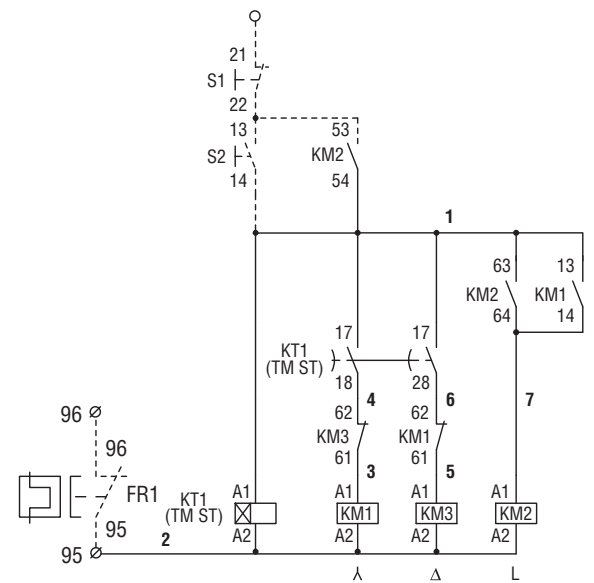 21
S1
22
13 53
S2 KM2
14 54
1
63 13
KM2 KM1
64 14
17 17
KT1
(TM ST)
18 28
4 6 7
96
62 62
96
KM3 KM1
61 61
3 5
FR1
KT1
(TM ST)
A1 A1 A1 A1
KM1 KM3 KM2
95
2
A2 A2 A2 A2
95
⅄ Δ L